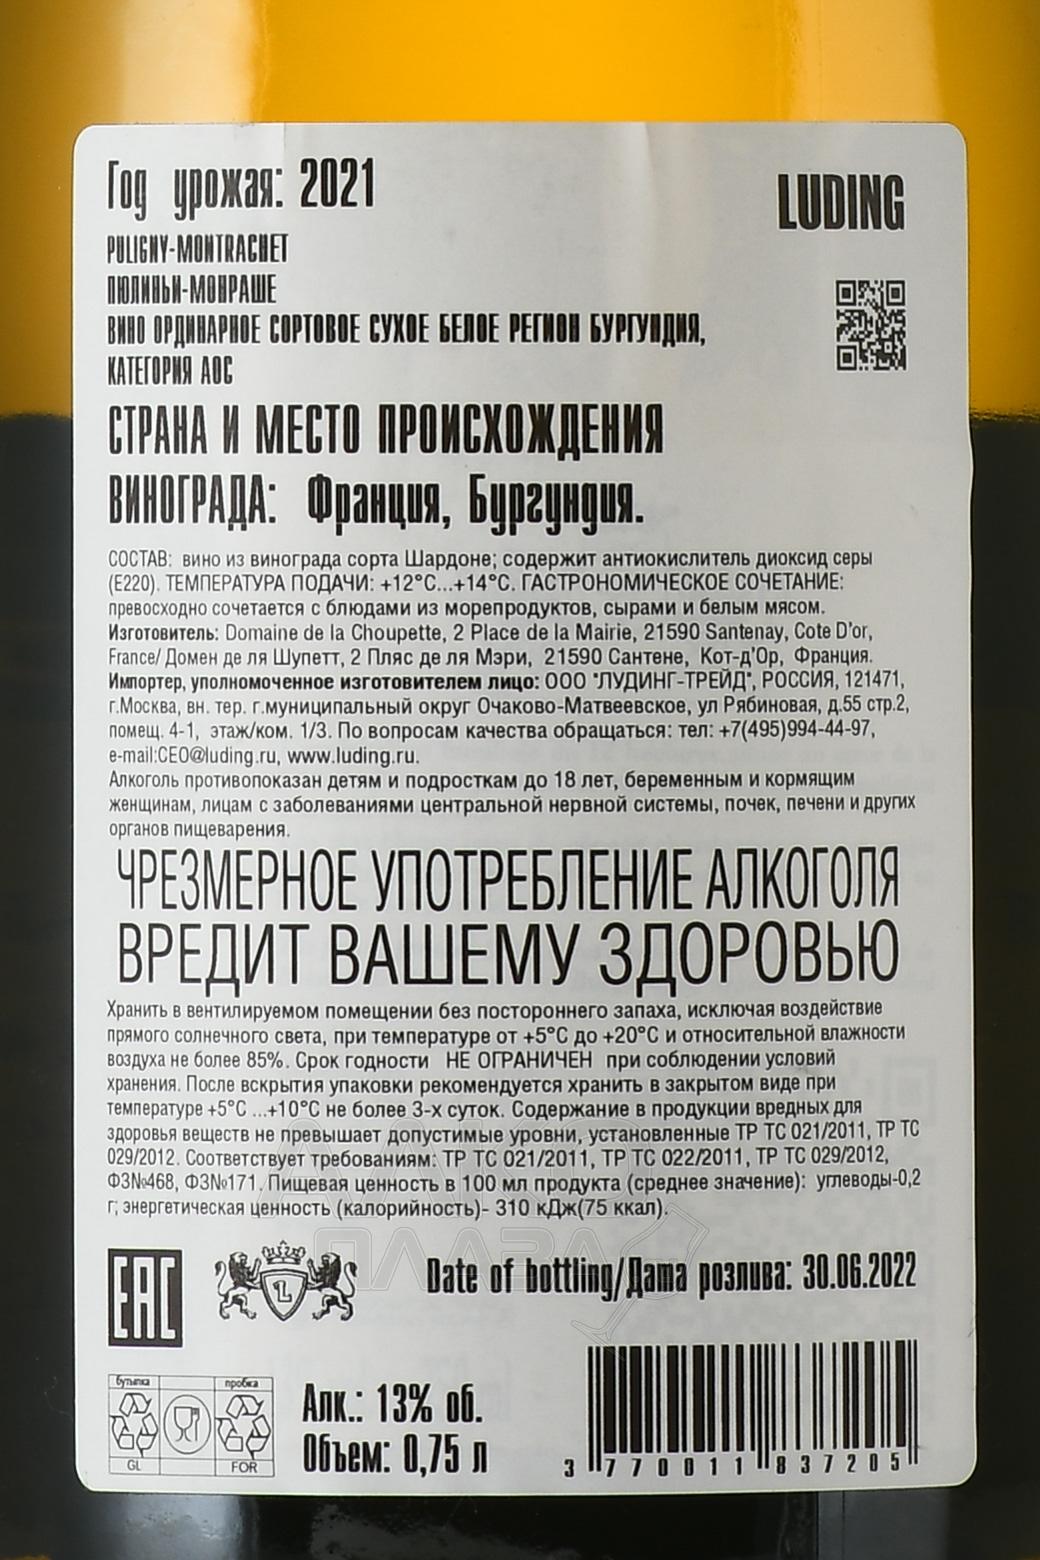 Год урожая: 2021
LUDING
PULIGNY-MONTRACHET
ПЮЛИНЬИ-МОНРАШЕ
ВИНО ОРДИНАРНОЕ СОРТОВОЕ СУХОЕ БЕЛОЕ РЕГИОН БУРГУНДИЯ,
КАТЕГОРИЯ АОС
СТРАНА И МЕСТО ПРОИСХОЖДЕНИЯ
ВИНОГРАДА: Франция, Бургундия.
СОСТАВ: вино из винограда сорта Шардоне; содержит антиокислитель диоксид серы
(Е220). ТЕМПЕРАТУРА ПОДАЧИ: +12°С...+14°С. ГАСТРОНОМИЧЕСКОЕ СОЧЕТАНИЕ:
превосходно сочетается с блюдами из морепродуктов, сырами и белым мясом.
Изготовитель: Domaine de la Choupette, 2 Place de la Mairie, 21590 Santenay, Cote D'or,
France/ Домен де ля Шупетт, 2 Пляс де ля Мэри, 21590 Сантене, Кот-д'Ор, Франция.
Импортер, уполномоченное изготовителем лицо: ООО "ЛУДИНГ-ТРЕЙД", РОССИЯ, 121471,
г.Москва, вн. тер. г.муниципальный округ Очаково-Матвеевское, ул Рябиновая, д.55 стр.2,
помещ. 4-1, этаж/ком. 1/3. По вопросам качества обращаться: тел: +7(495)994-44-97,
e-mail:CEO@luding.ru, www.luding.ru.
Алкоголь противопоказан детям и подросткам до 18 лет, беременным и кормящим
женщинам, лицам с заболеваниями центральной нервной системы, почек, печени и других
органов пищеварения.
ЧРЕЗМЕРНОЕ УПОТРЕБЛЕНИЕ АЛКОГОЛЯ
ВРЕДИТ ВАШЕМУ ЗДОРОВЬЮ
Хранить в вентилируемом помещении без постороннего запаха, исключая воздействие
прямого солнечного света, при температуре от +5°С до +20°С и относительной влажности
воздуха не более 85%. Срок годности НЕ ОГРАНИЧЕН при соблюдении условий
хранения. После вскрытия упаковки рекомендуется хранить в закрытом виде при
температуре +5°С ...+10°С не более 3-х суток. Содержание в продукции вредных для
здоровья веществ не превышает допустимые уровни, установленные ТР ТС 021/2011, ТР ТС
029/2012. Соответствует требованиям: ТР ТС 021/2011, ТР ТС 022/2011, ТР ТС 029/2012,
ФЗ№468, ФЗ№171. Пищевая ценность в 100 мл продукта (среднее значение): углеводы-0,2
г; энергетическая ценность (калорийность)- 310 кДж(75 ккал).
АЛКО
ПЛАЗА
EAC
L
Date of bottling/Дата розлива: 30.06.2022
бутылка
пробка
GL
FOR
Алк.: 13% об.
Объем: 0,75 л
3 770011 837205